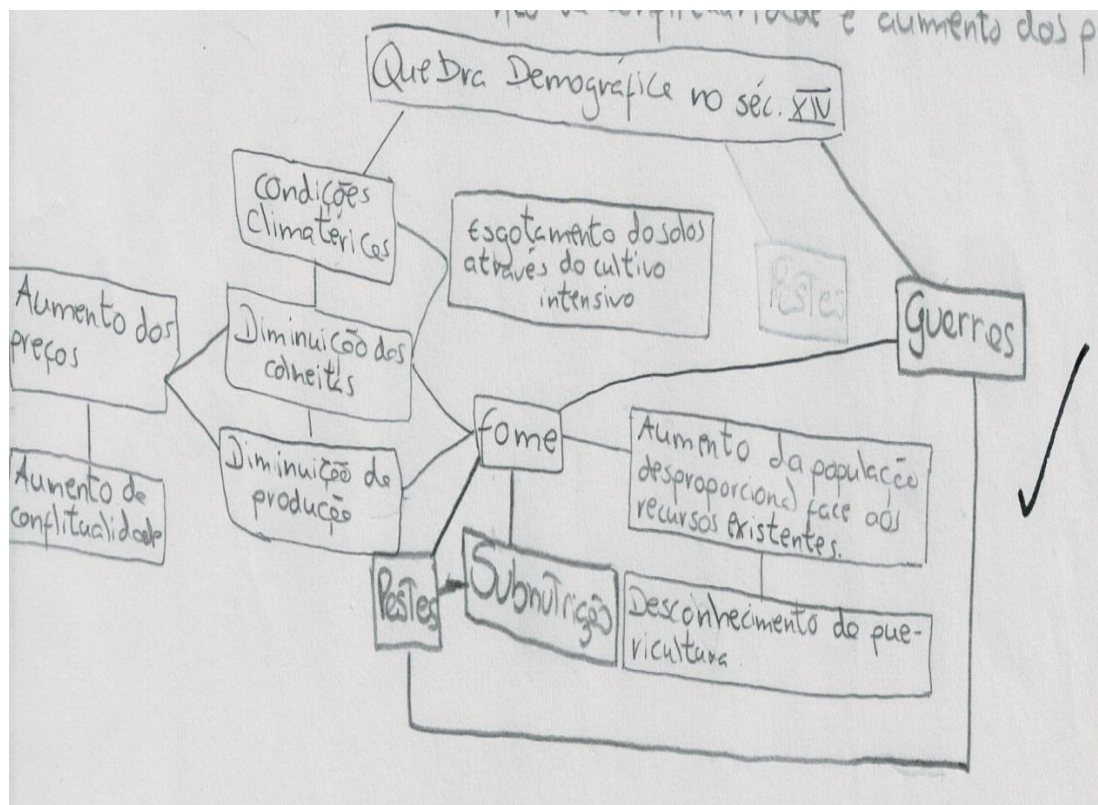 e aumento dos p
QueBra Demográfica no séc. XIV
Condições
Climatéricas
Esgotamento dos solos
através do cultivo
intensivo
Pestes
Guerras
Aumento dos
preços
Diminuição das
colheitas
Fome
Aumento da população
desproporcional face aos
recursos existentes.
Aumento de
conflitualidade
Diminuição de
produção
Pestes
Subnutrição
Desconhecimento de pue-
ricultura